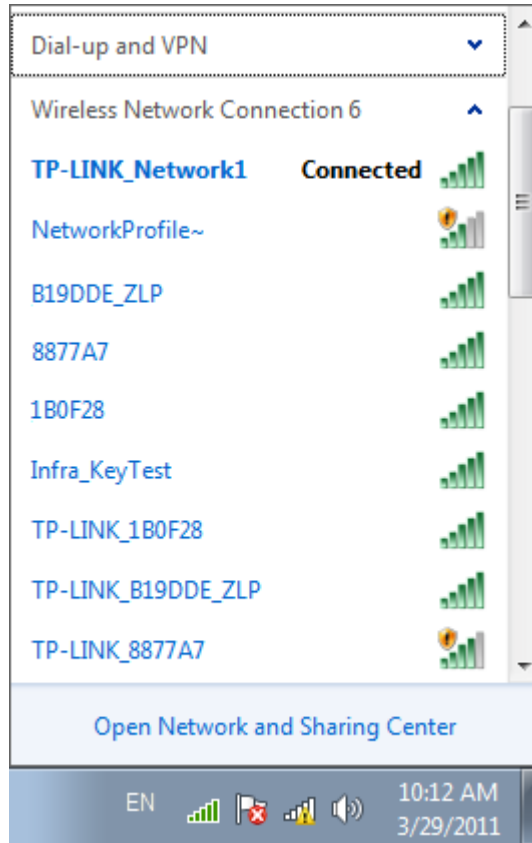 Dial-up and VPN
Wireless Network Connection 6
TP-LINK_Network1 Connected
NetworkProfile~
B19DDE_ZLP
8877A7
1B0F28
Infra_KeyTest
TP-LINK_1B0F28
TP-LINK_B19DDE_ZLP
TP-LINK_8877A7
Open Network and Sharing Center
EN 10:12 AM
3/29/2011